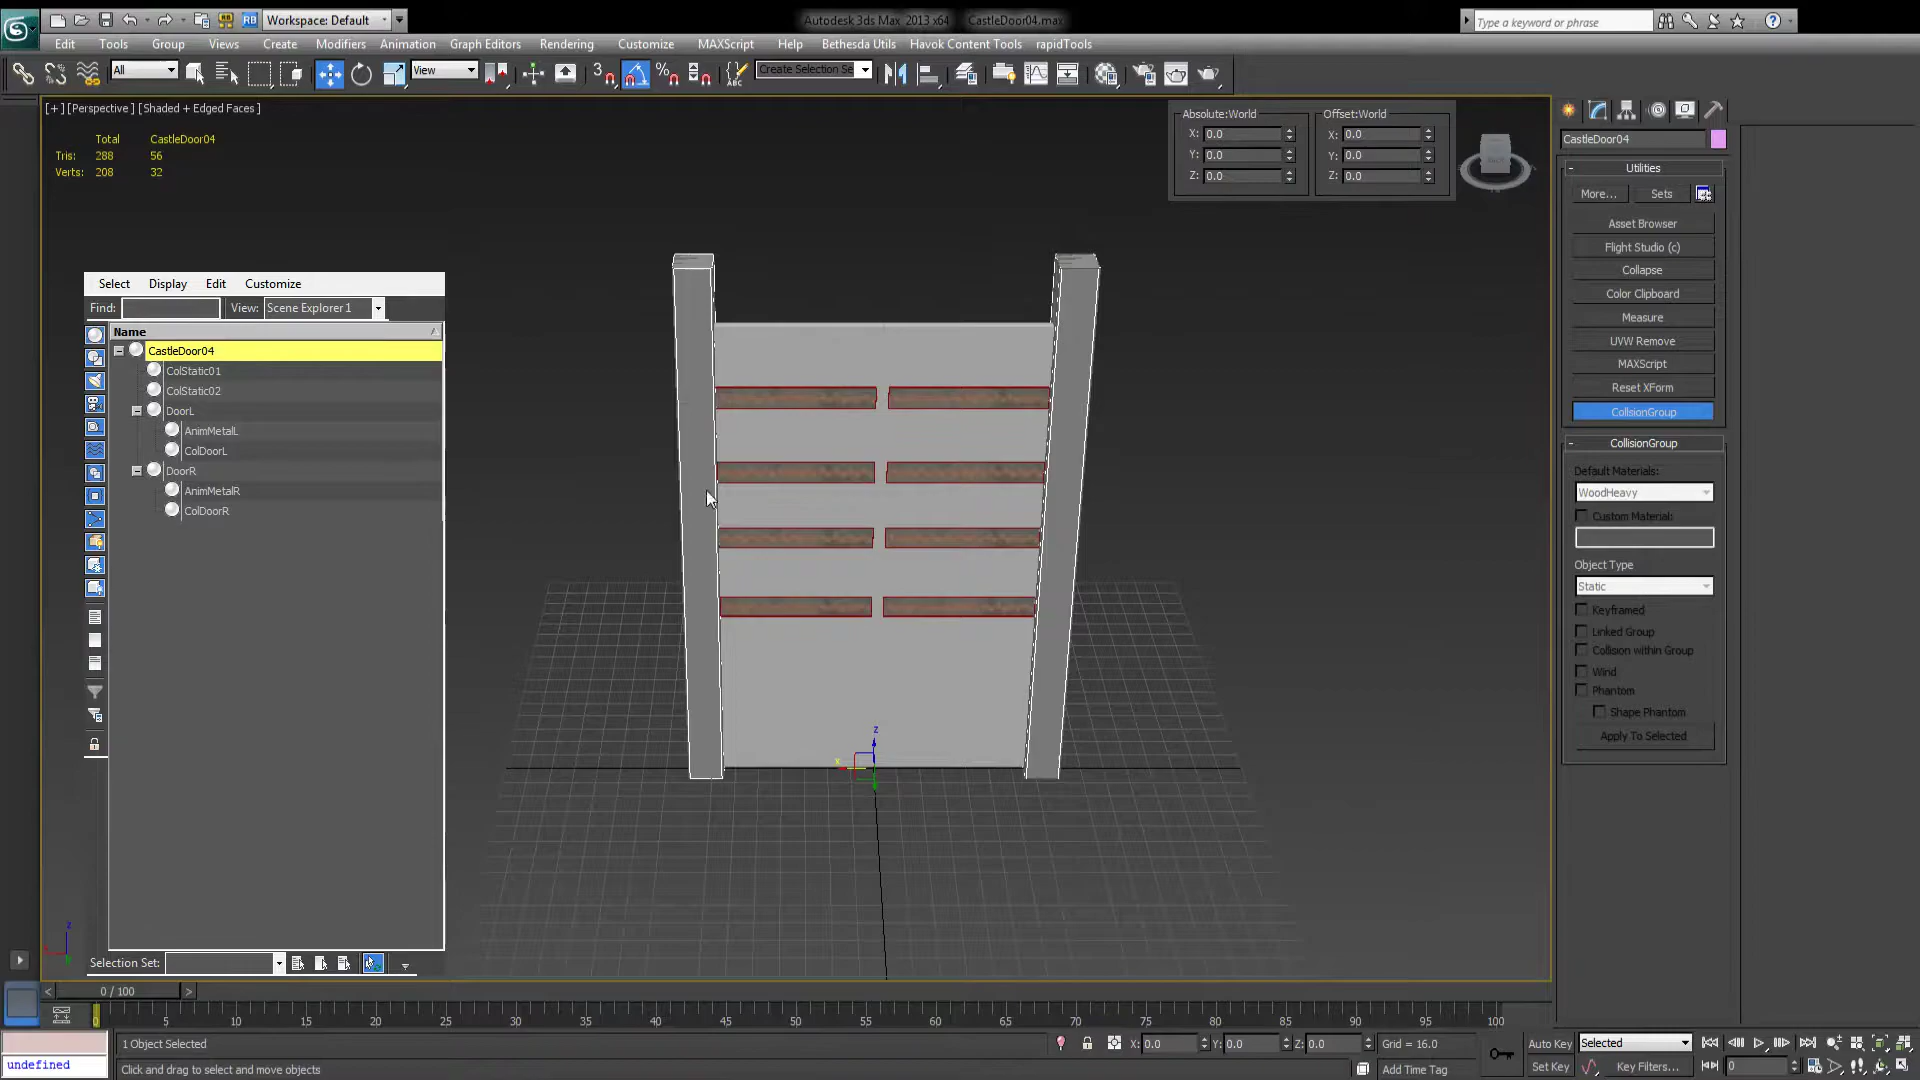 Workspace: Default
Autodesk 3ds Max 2013 x64 CastleDoor04.max
Type a keyword or phrase
Edit Tools Group Views Create Modifiers Animation Graph Editors Rendering Customize MAXScript Help Bethesda Utils Havok Content Tools rapidTools
All View Create Selection Se
[+] [Perspective ] [Shaded + Edged Faces ]
Total CastleDoor04
Tris: 288 56
Verts: 208 32
Absolute:World Offset:World
X: 0.0 X: 0.0
Y: 0.0 Y: 0.0
Z: 0.0 Z: 0.0
CastleDoor04
Utilities
More... Sets
Asset Browser
Flight Studio (c)
Collapse
Color Clipboard
Measure
UVW Remove
MAXScript
Reset XForm
CollsionGroup
CollisionGroup
Default Materials:
WoodHeavy
Custom Material:
Object Type
Static
Keyframed
Linked Group
Collision within Group
Wind
Phantom
Shape Phantom
Apply To Selected
Select Display Edit Customize
Find: View: Scene Explorer 1
Name
CastleDoor04
ColStatic01
ColStatic02
DoorL
AnimMetalL
ColDoorL
DoorR
AnimMetalR
ColDoorR
Selection Set:
z
x
z
0 / 100
0 5 10 15 20 25 30 35 40 45 50 55 60 65 70 75 80 85 90 95 100
1 Object Selected X: 0.0 Y: 0.0 Z: 0.0 Grid = 16.0 Auto Key Selected
undefined Click and drag to select and move objects Add Time Tag Set Key Key Filters... 0